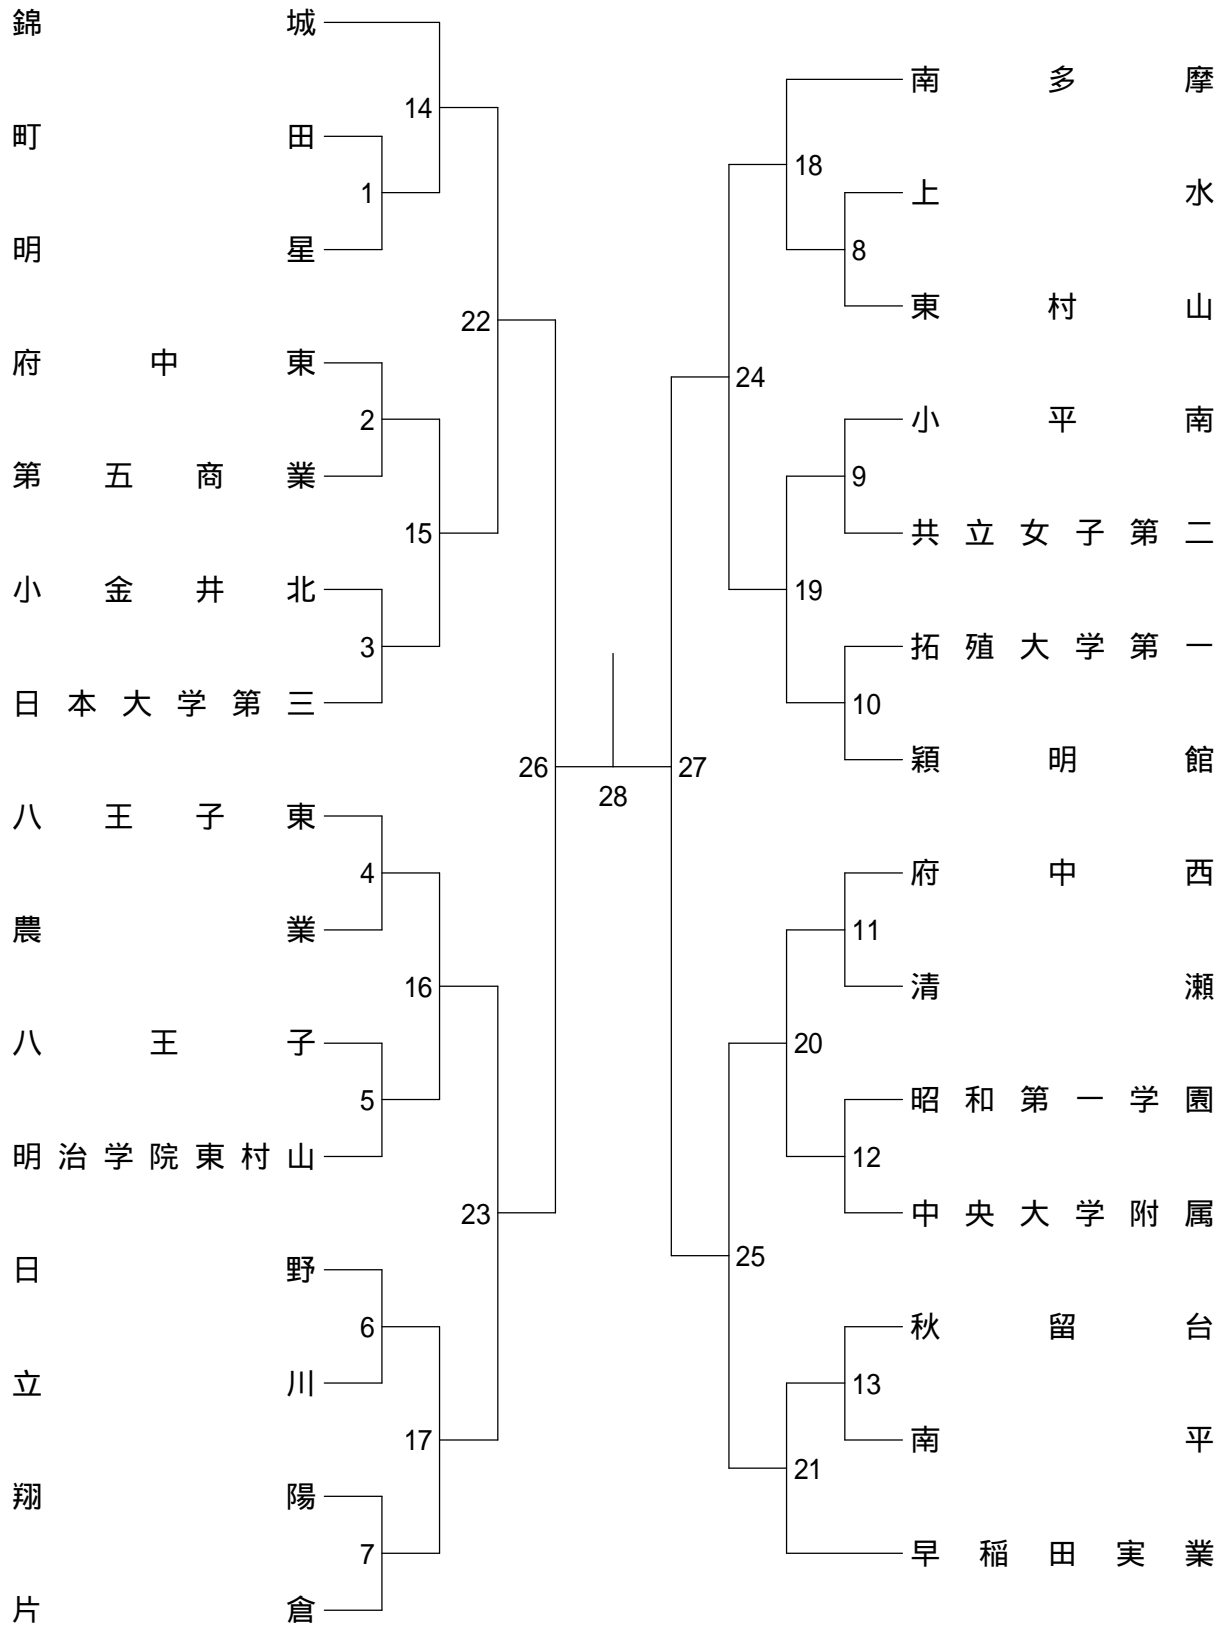 錦城
町田
明星
府中東
第五商業
小金井北
日本大学第三
八王子東
農業
八王子
明治学院東村山
日野
立川
翔陽
片倉
1
2
3
4
5
6
7
14
15
16
17
22
23
26
28
27
24
25
18
19
20
21
8
9
10
11
12
13
南多摩
上水
東村山
小平南
共立女子第二
拓殖大学第一
穎明館
府中西
清瀬
昭和第一学園
中央大学附属
秋留台
南平
早稲田実業